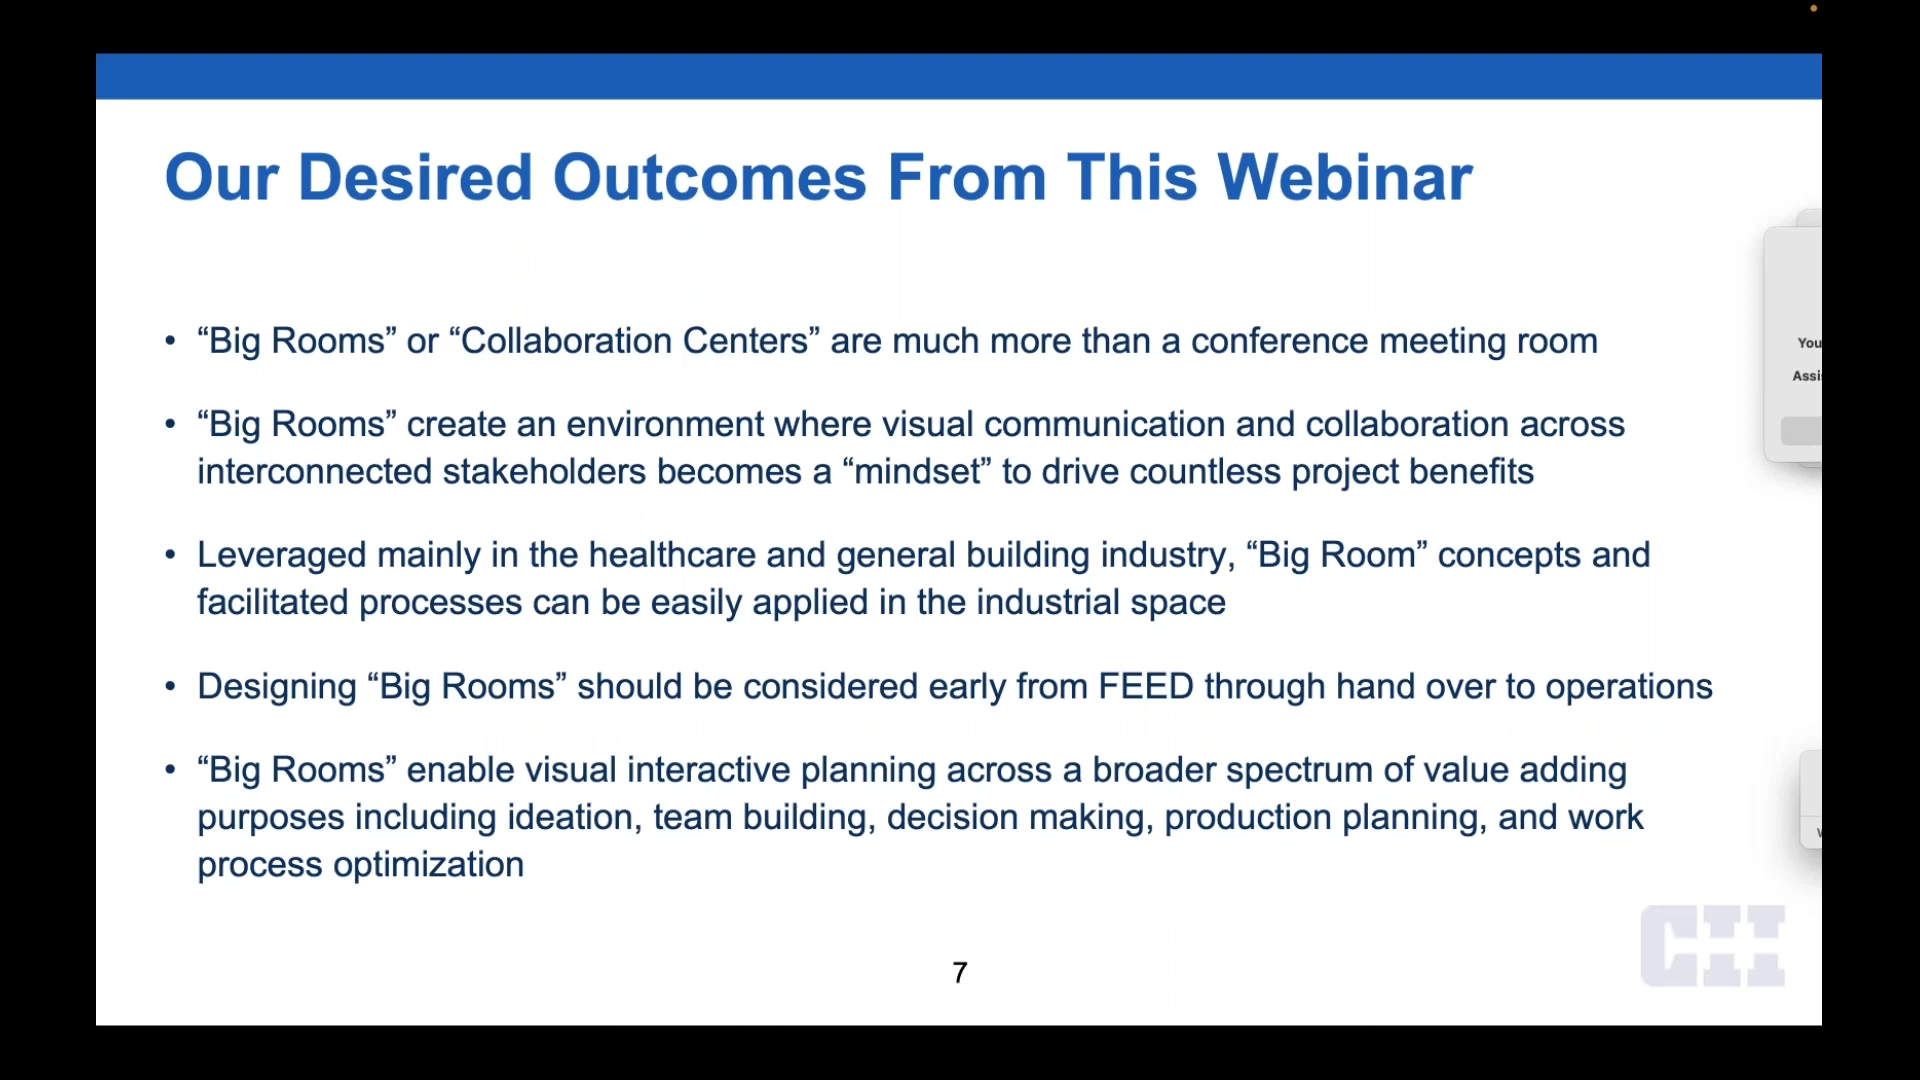 Our Desired Outcomes From This Webinar
• “Big Rooms” or “Collaboration Centers” are much more than a conference meeting room
• “Big Rooms” create an environment where visual communication and collaboration across
interconnected stakeholders becomes a “mindset” to drive countless project benefits
• Leveraged mainly in the healthcare and general building industry, “Big Room” concepts and
facilitated processes can be easily applied in the industrial space
• Designing “Big Rooms” should be considered early from FEED through hand over to operations
• “Big Rooms” enable visual interactive planning across a broader spectrum of value adding
purposes including ideation, team building, decision making, production planning, and work
process optimization
You
Assi
7
CII